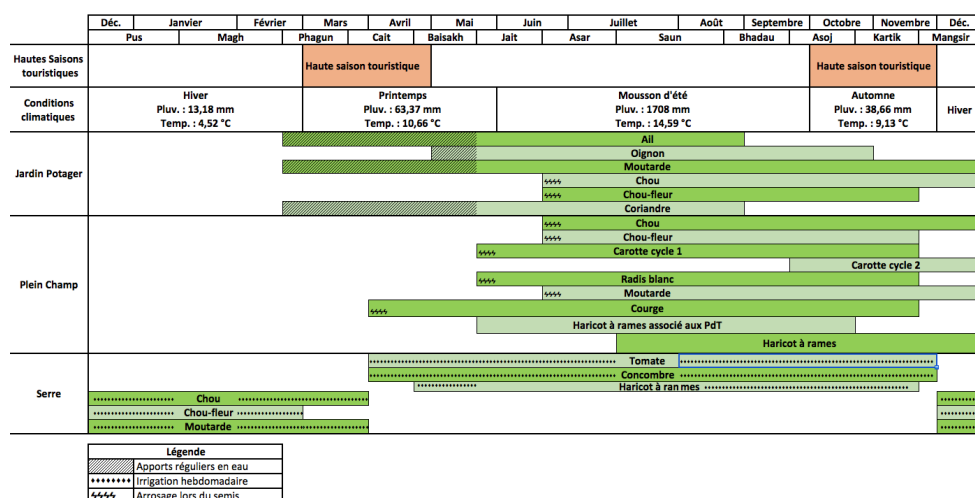 Déc. Janvier Février Mars Avril Mai Juin Juillet Août Septembre Octobre Novembre Déc.
Pus Magh Phagun Cait Baisakh Jait Asar Saun Bhadau Asoj Kartik Mangsir
Hautes Saisons
touristiques
Haute saison touristique
Haute saison touristique
Conditions
climatiques
Hiver
Pluv. : 13,18 mm
Temp. : 4,52 °C
Printemps
Pluv. : 63,37 mm
Temp. : 10,66 °C
Mousson d'été
Pluv. : 1708 mm
Temp. : 14,59 °C
Automne
Pluv. : 38,66 mm
Temp. : 9,13 °C
Hiver
Jardin Potager
Ail
Oignon
Moutarde
Chou
Chou-fleur
Coriandre
Plein Champ
Chou
Chou-fleur
Carotte cycle 1
Carotte cycle 2
Radis blanc
Moutarde
Courge
Haricot à rames associé aux PdT
Haricot à rames
Serre
Tomate
Concombre
Haricot à rames
Chou
Chou-fleur
Moutarde
Légende
Apports réguliers en eau
Irrigation hebdomadaire
Arrosage lors du semis